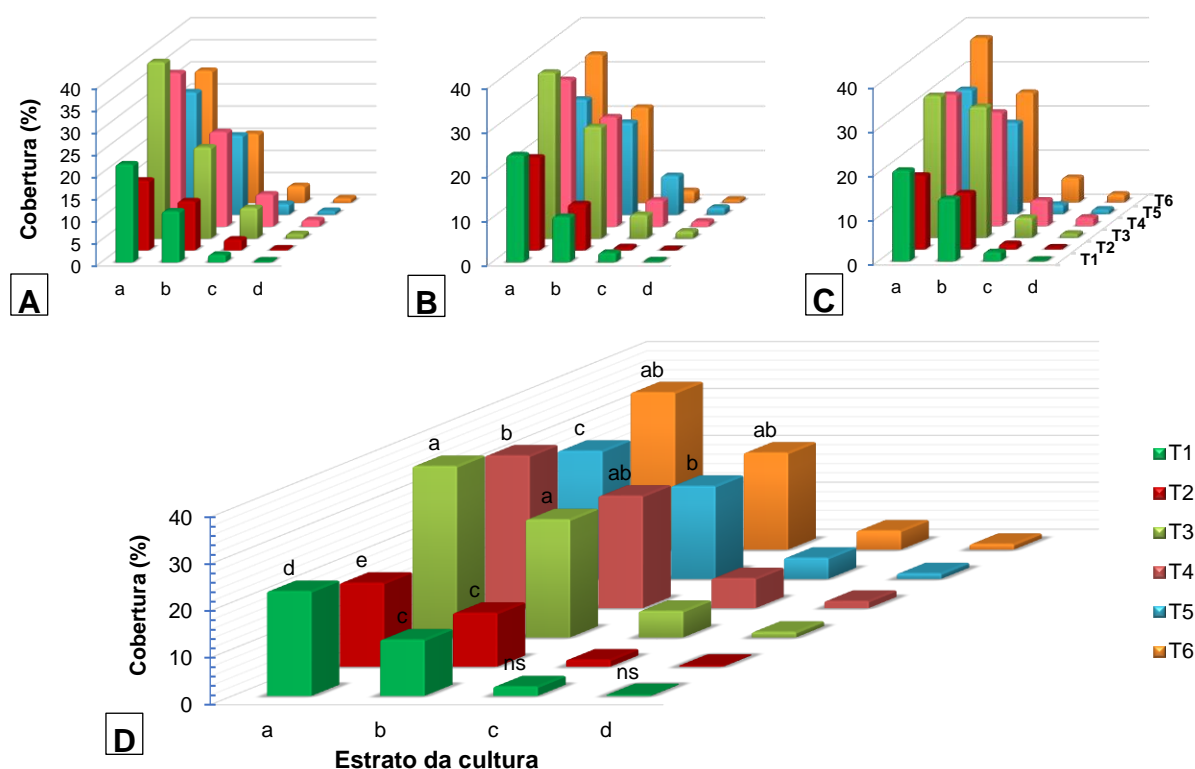 Cobertura (%)
40
35
30
25
20
15
10
5
0
a b c d
A
40
30
20
10
0
a b c d
B
40
30
20
10
0
a b c d
T1
T2
T3
T4
T5
T6
C
Cobertura (%)
40
30
20
10
0
d e a b c ab
c c a ab b ab
ns
ns
a b c d
D
Estrato da cultura
T1
T2
T3
T4
T5
T6